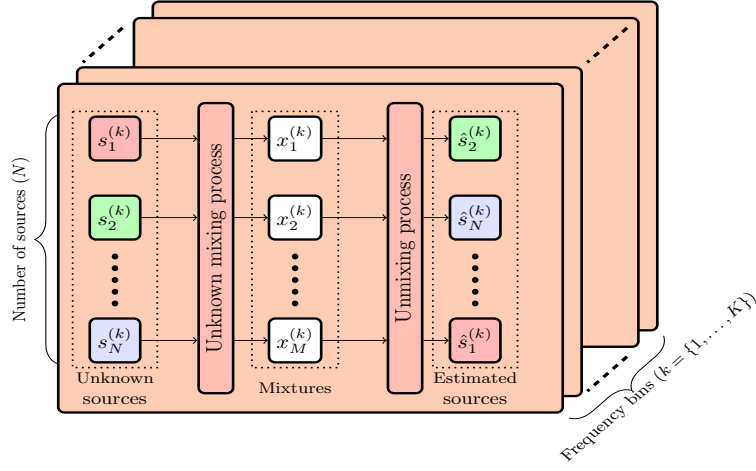 Number of sources (N)
s_1^{(k)}
s_2^{(k)}
s_N^{(k)}
Unknown
sources
Unknown mixing process
x_1^{(k)}
x_2^{(k)}
x_M^{(k)}
Mixtures
Unmixing process
ŝ_2^{(k)}
ŝ_N^{(k)}
ŝ_1^{(k)}
Estimated
sources
Frequency bins (k = {1, . . . , K})